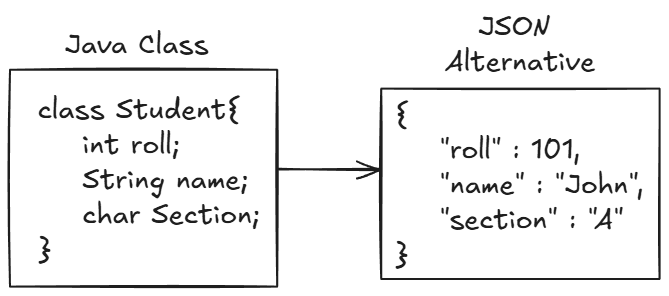 Java Class
class Student{
int roll;
String name;
char Section;
}
JSON
Alternative
{
"roll" : 101,
"name" : "John",
"section" : "A"
}